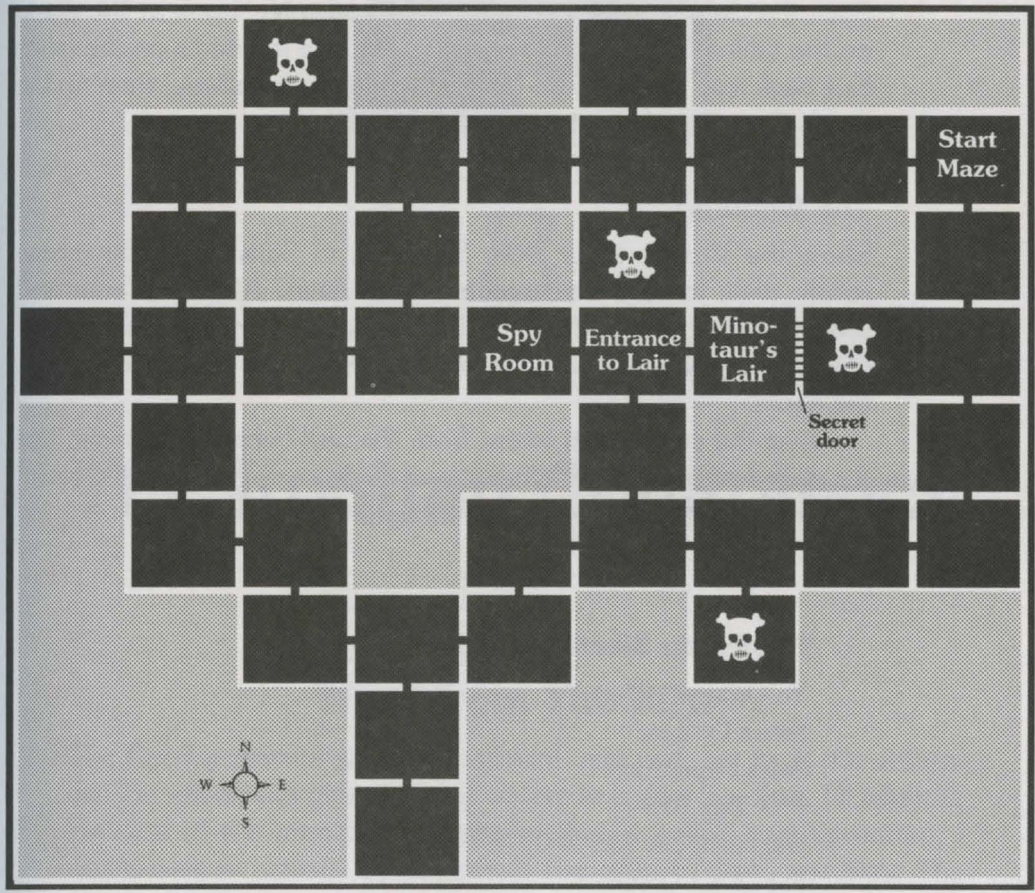 Start
Maze
Spy
Room
Entrance
to Lair
Mino-
taur's
Lair
Secret
door
N
W E
S